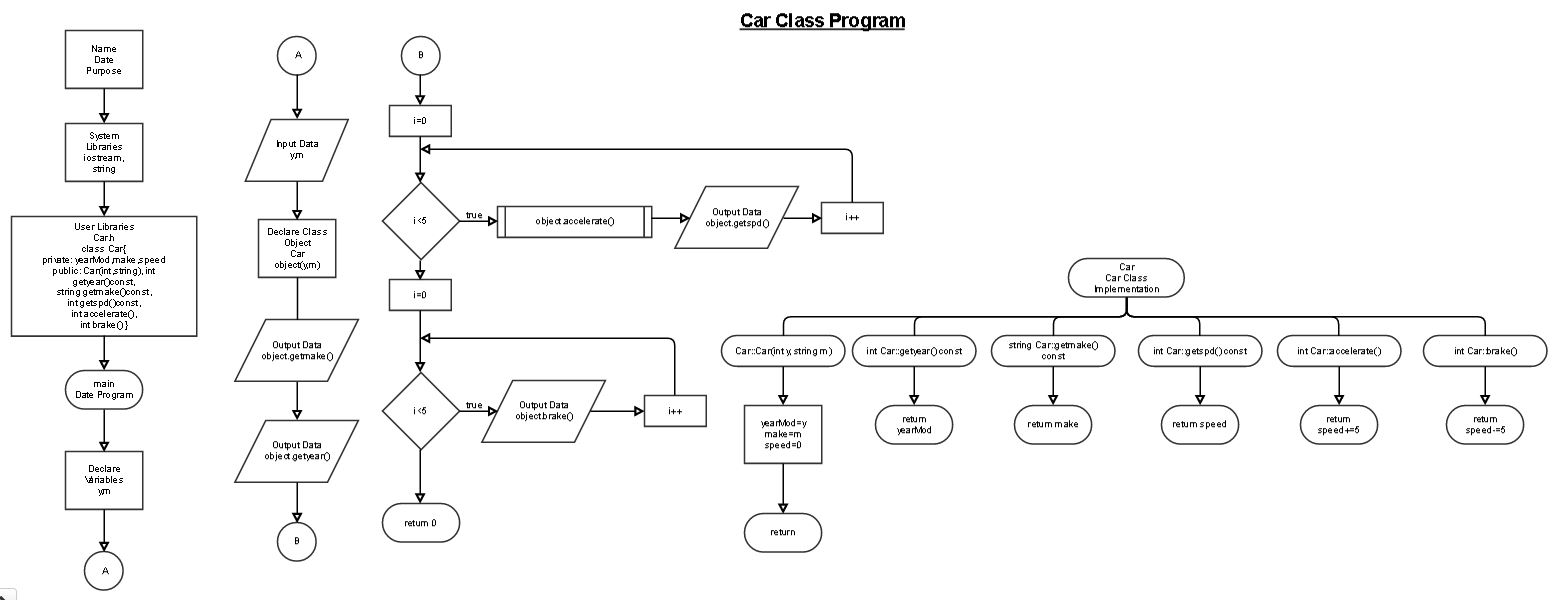 Car Class Program
Name
Date
Purpose
System
Libraries
iostream,
string
User Libraries
Car.h
class Car{
private: yearMod,make,speed
public: Car(int,string), int
getyear()const,
string getmake()const,
int getspd()const,
int accelerate(),
int brake() }
main
Date Program
Declare
Variables
y,m
A
A
Input Data
y,m
Declare Class
Object
Car
object(y,m)
Output Data
object.getmake()
Output Data
object.getyear()
B
B
i=0
i<5
true
object.accelerate()
Output Data
object.getspd()
i++
i=0
i<5
true
Output Data
object.brake()
i++
return 0
Car
Car Class
Implementation
Car::Car(int y, string m)
yearMod=y
make=m
speed=0
return
int Car::getyear() const
return
yearMod
string Car::getmake()
const
return make
int Car::getspd() const
return speed
int Car::accelerate()
return
speed+=5
int Car::brake()
return
speed-=5